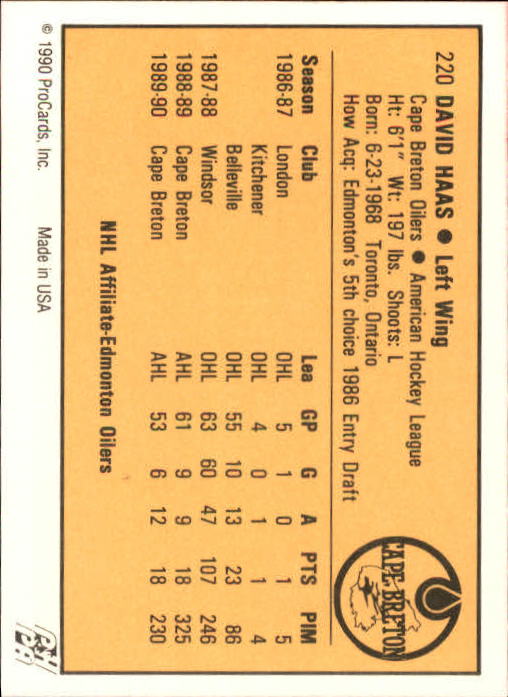 220 DAVID HAAS ● Left Wing
Cape Breton Oilers ● American Hockey League
Ht: 6'1" Wt: 197 lbs. Shoots: L
Born: 6-23-1968 Toronto, Ontario
How Acq: Edmonton's 5th choice 1986 Entry Draft
CAPE BRETON
Season Club Lea GP G A PTS PIM
1986-87 London OHL 5 1 0 1 5
Kitchener OHL 4 0 1 1 4
Belleville OHL 55 10 13 23 86
1987-88 Windsor OHL 63 60 47 107 246
1988-89 Cape Breton AHL 61 9 9 18 325
1989-90 Cape Breton AHL 53 6 12 18 230
NHL Affiliate-Edmonton Oilers
© 1990 ProCards, Inc. Made in USA